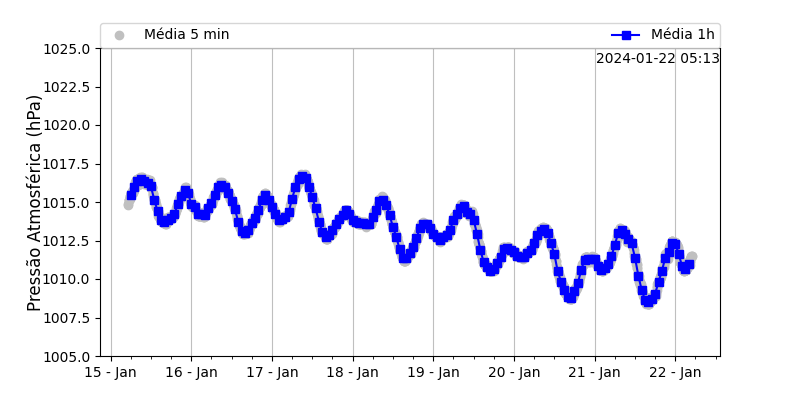 Média 5 min
Média 1h
2024-01-22 05:13
Pressão Atmosférica (hPa)
1025.0
1022.5
1020.0
1017.5
1015.0
1012.5
1010.0
1007.5
1005.0
15 - Jan
16 - Jan
17 - Jan
18 - Jan
19 - Jan
20 - Jan
21 - Jan
22 - Jan